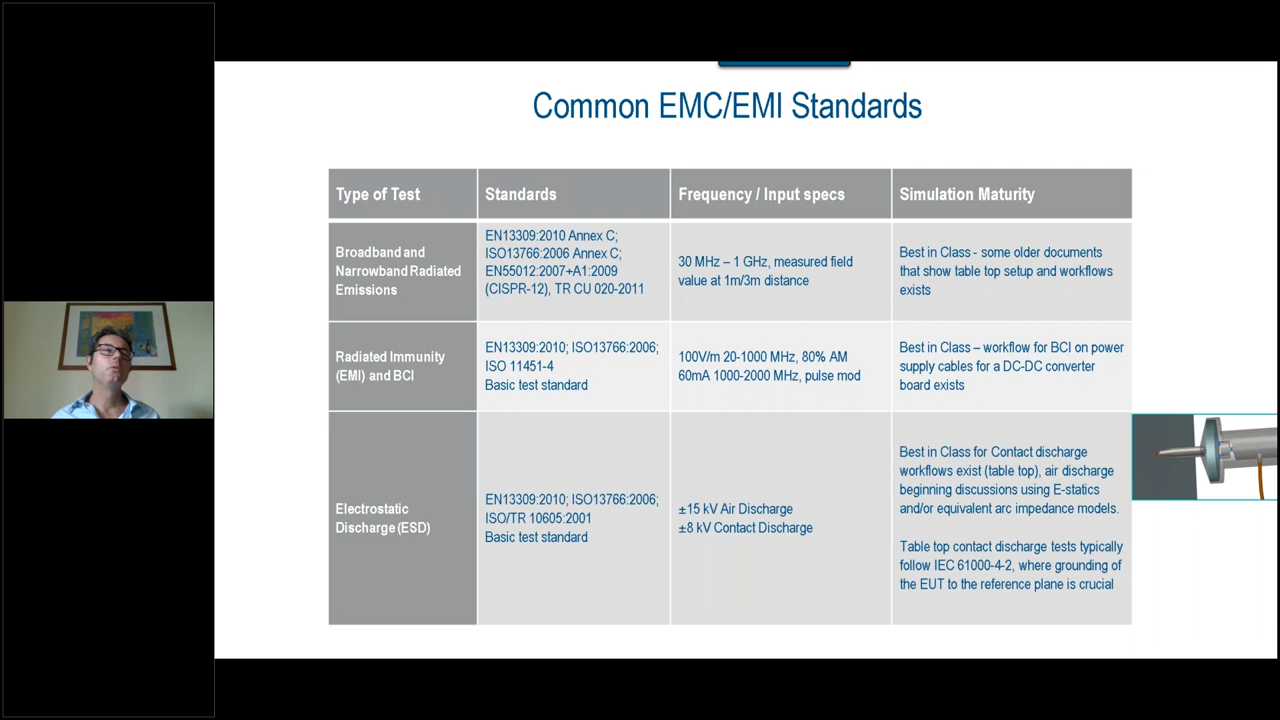 Common EMC/EMI Standards
Type of Test
Standards
Frequency / Input specs
Simulation Maturity
Broadband and
Narrowband Radiated
Emissions
EN13309:2010 Annex C;
ISO13766:2006 Annex C;
EN55012:2007+A1:2009
(CISPR-12), TR CU 020-2011
30 MHz – 1 GHz, measured field
value at 1m/3m distance
Best in Class - some older documents
that show table top setup and workflows
exists
Radiated Immunity
(EMI) and BCI
EN13309:2010; ISO13766:2006;
ISO 11451-4
Basic test standard
100V/m 20-1000 MHz, 80% AM
60mA 1000-2000 MHz, pulse mod
Best in Class – workflow for BCI on power
supply cables for a DC-DC converter
board exists
Electrostatic
Discharge (ESD)
EN13309:2010; ISO13766:2006;
ISO/TR 10605:2001
Basic test standard
±15 kV Air Discharge
±8 kV Contact Discharge
Best in Class for Contact discharge
workflows exist (table top), air discharge
beginning discussions using E-statics
and/or equivalent arc impedance models.
Table top contact discharge tests typically
follow IEC 61000-4-2, where grounding of
the EUT to the reference plane is crucial